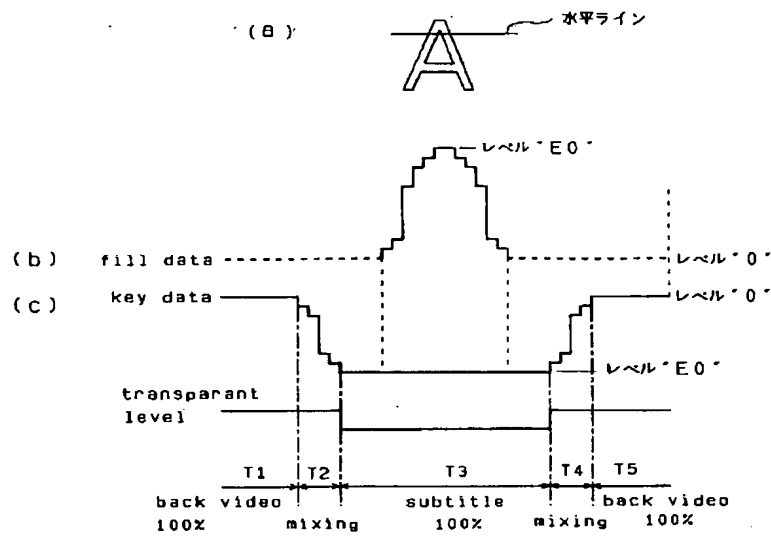 (a)
水平ライン
A
レベル"E0"
(b) fill data レベル"0"
(c) key data レベル"0"
レベル"E0"
transparant
level
T1 T2 T3 T4 T5
back video subtitle back video
100% mixing 100% mixing 100%